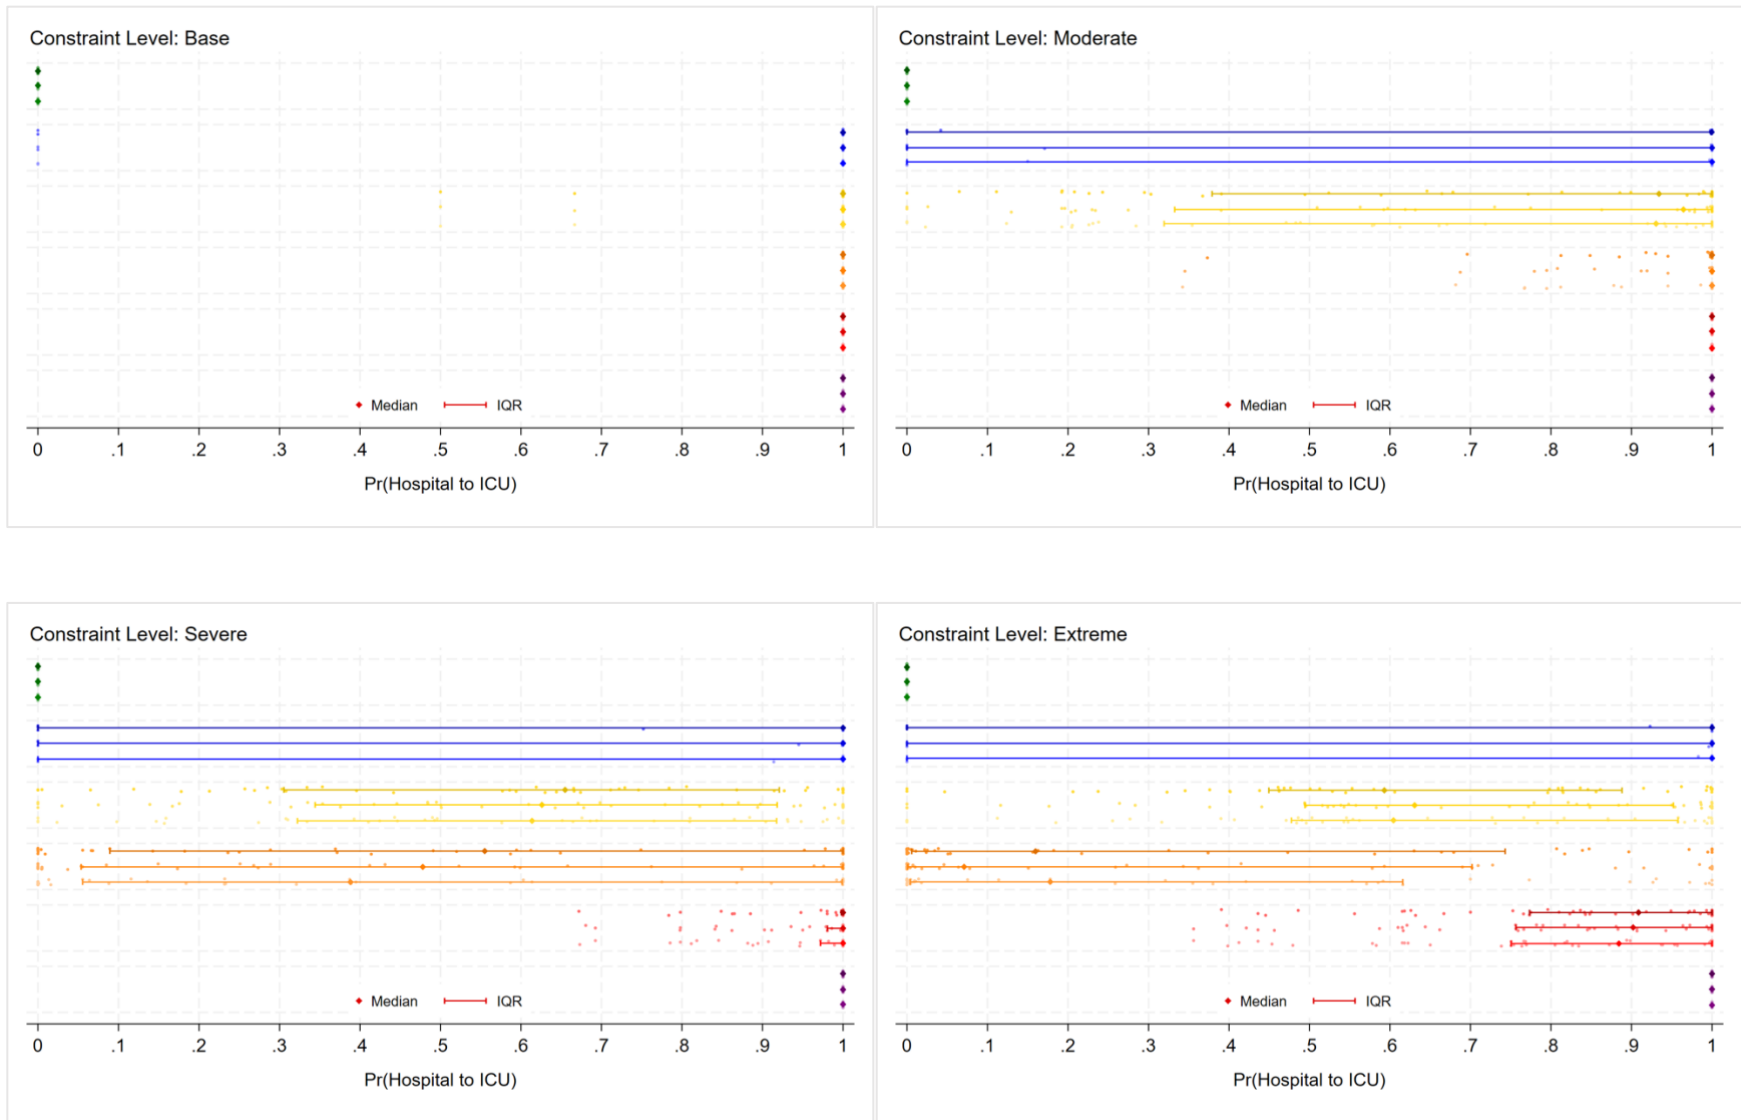 Constraint Level: Base
Median IQR
0 .1 .2 .3 .4 .5 .6 .7 .8 .9 1
Pr(Hospital to ICU)
Constraint Level: Moderate
Median IQR
0 .1 .2 .3 .4 .5 .6 .7 .8 .9 1
Pr(Hospital to ICU)
Constraint Level: Severe
Median IQR
0 .1 .2 .3 .4 .5 .6 .7 .8 .9 1
Pr(Hospital to ICU)
Constraint Level: Extreme
Median IQR
0 .1 .2 .3 .4 .5 .6 .7 .8 .9 1
Pr(Hospital to ICU)